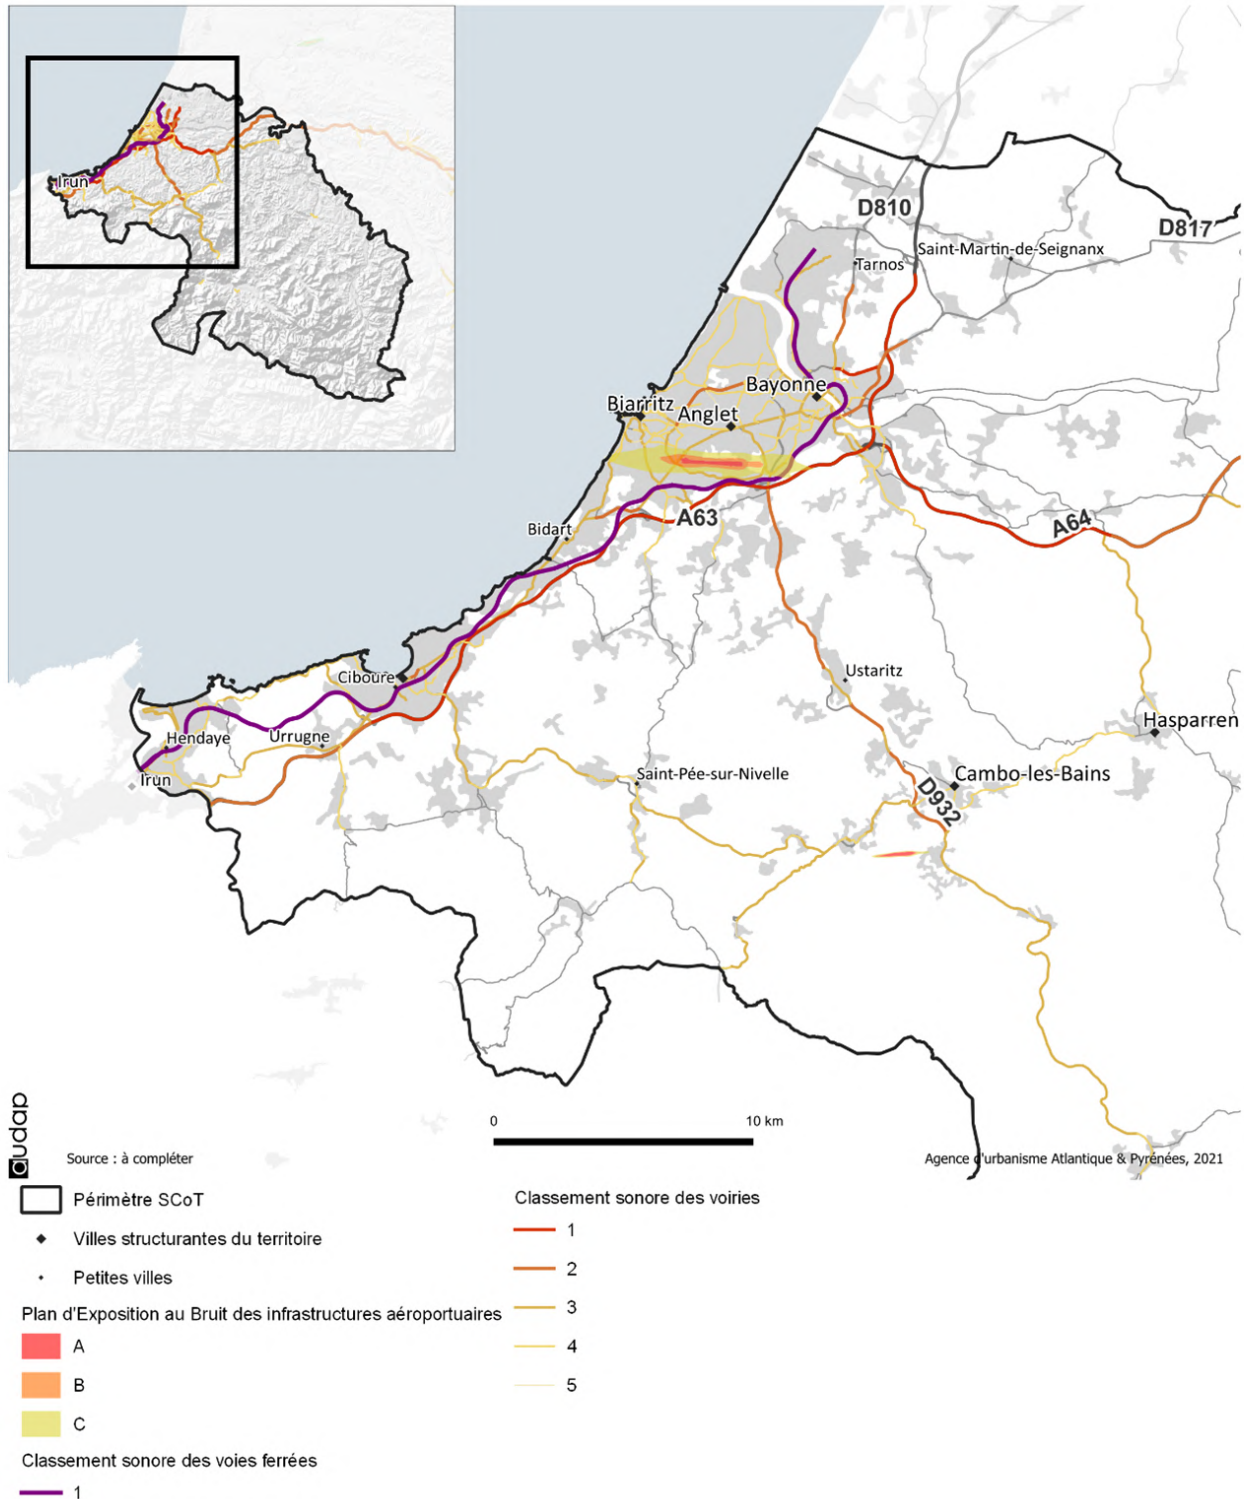 Irun
D810
D817
Saint-Martin-de-Seignanx
Tarnos
Bayonne
Biarritz
Anglet
A63
A64
Bidart
Ciboure
Ustaritz
Hasparren
Hendaye
Urrugne
Irun
Saint-Pée-sur-Nivelle
Cambo-les-Bains
D932
audap
0 10 km
Source : à compléter
Agence d'urbanisme Atlantique & Pyrénées, 2021
Périmètre SCoT
Villes structurantes du territoire
Petites villes
Plan d'Exposition au Bruit des infrastructures aéroportuaires
A
B
C
Classement sonore des voies ferrées
1
Classement sonore des voiries
1
2
3
4
5